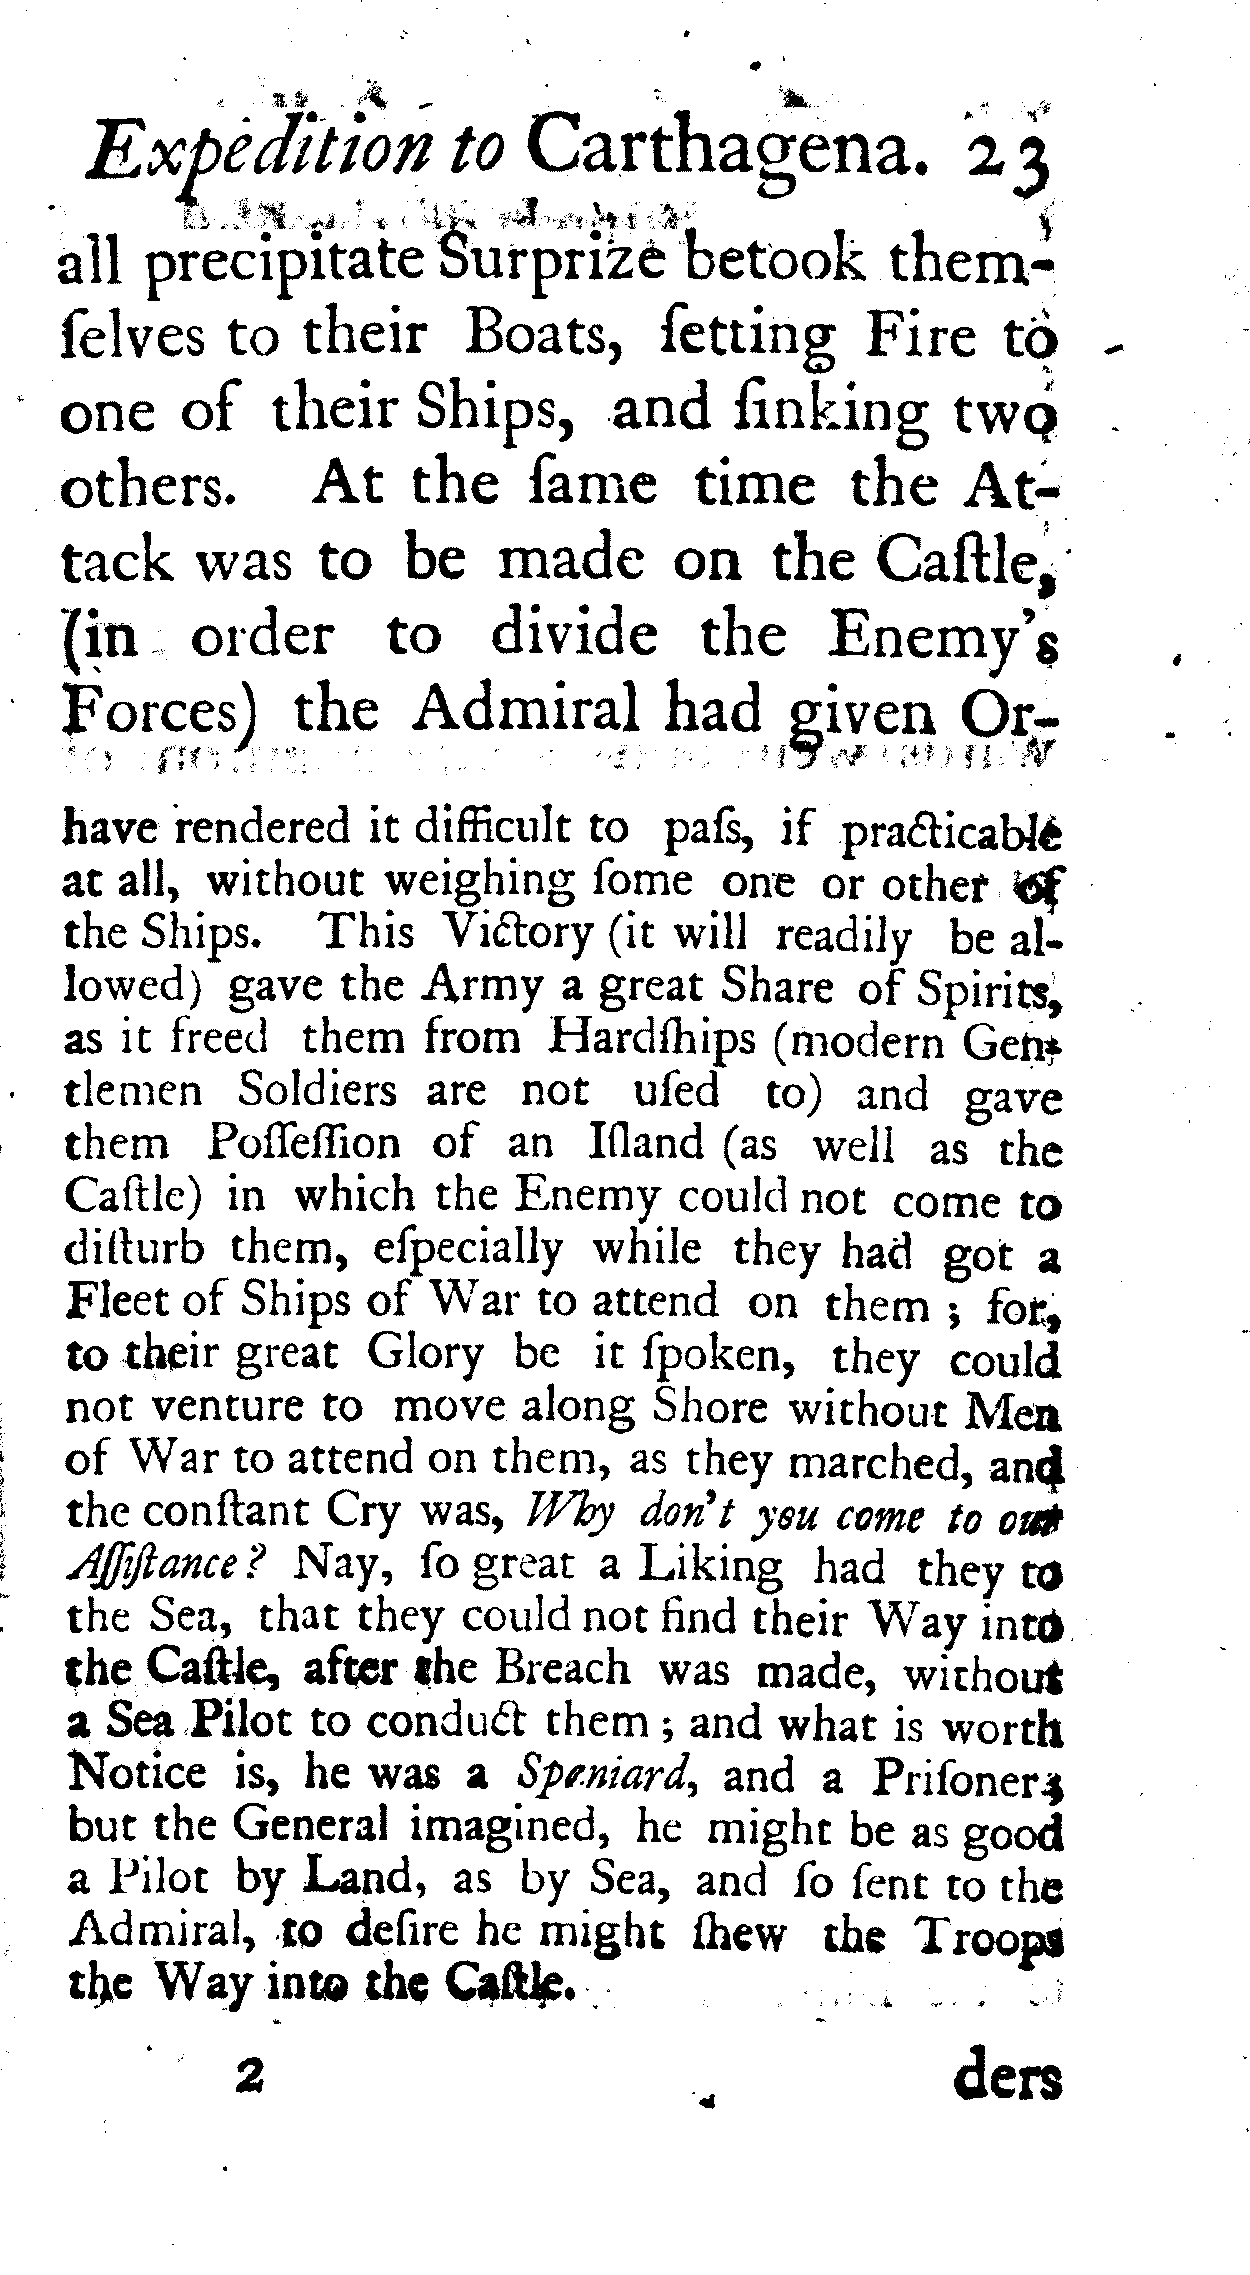 Expedition to Carthagena. 23
all precipitate Surprize betook them-
ſelves to their Boats, ſetting Fire to
one of their Ships, and ſinking two
others. At the ſame time the At-
tack was to be made on the Caſtle,
(in order to divide the Enemy's
Forces) the Admiral had given Or-
have rendered it difficult to paſs, if practicable
at all, without weighing ſome one or other of
the Ships. This Victory (it will readily be al-
lowed) gave the Army a great Share of Spirits,
as it freed them from Hardſhips (modern Gen-
tlemen Soldiers are not uſed to) and gave
them Poſſeſſion of an Iſland (as well as the
Caſtle) in which the Enemy could not come to
diſturb them, eſpecially while they had got a
Fleet of Ships of War to attend on them ; for,
to their great Glory be it ſpoken, they could
not venture to move along Shore without Men
of War to attend on them, as they marched, and
the conſtant Cry was, Why don't you come to our
Aſſiſtance? Nay, ſo great a Liking had they to
the Sea, that they could not find their Way into
the Caſtle, after the Breach was made, without
a Sea Pilot to conduct them ; and what is worth
Notice is, he was a Speniard, and a Priſoner;
but the General imagined, he might be as good
a Pilot by Land, as by Sea, and ſo ſent to the
Admiral, to deſire he might ſhew the Troops
the Way into the Caſtle.
2 ders